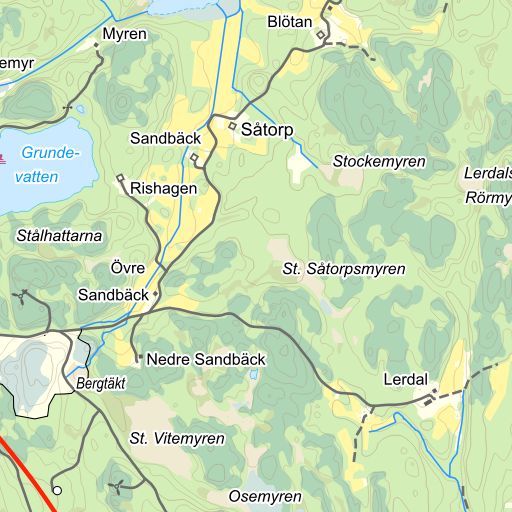 Blötan
Myren
emyr
Såtorp
Sandbäck
Grunde-
vatten
Stockemyren
Lerdals
Rörmy
Rishagen
Stålhattarna
Övre
Sandbäck
St. Såtorpsmyren
Nedre Sandbäck
Bergtäkt
Lerdal
St. Vitemyren
Osemyren